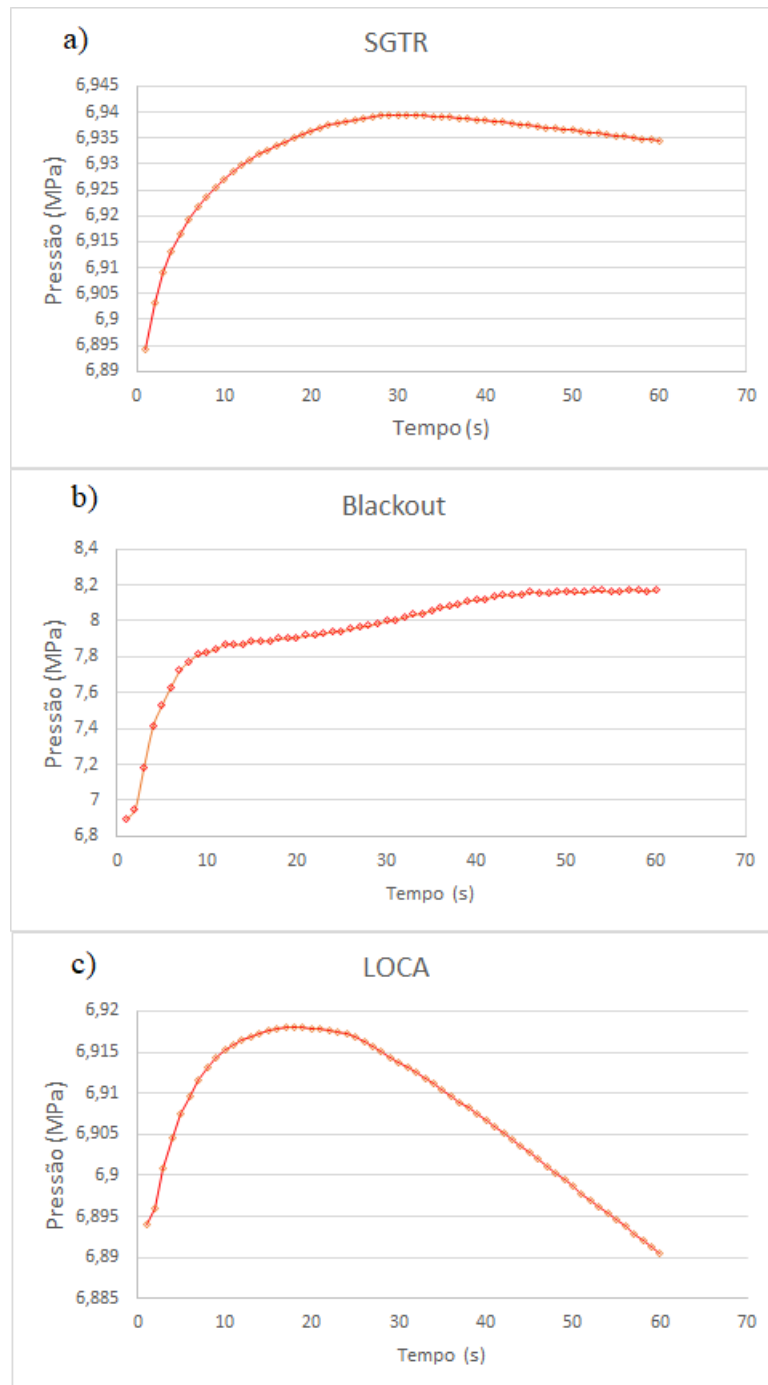 a)
SGTR
Pressão (MPa)
6,945
6,94
6,935
6,93
6,925
6,92
6,915
6,91
6,905
6,9
6,895
6,89
0 10 20 30 40 50 60 70
Tempo (s)
b)
Blackout
Pressão (MPa)
8,4
8,2
8
7,8
7,6
7,4
7,2
7
6,8
0 10 20 30 40 50 60 70
Tempo (s)
c)
LOCA
Pressão (MPa)
6,92
6,915
6,91
6,905
6,9
6,895
6,89
6,885
0 10 20 30 40 50 60 70
Tempo (s)